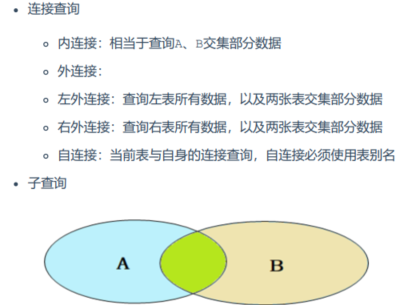 连接查询
内连接：相当于查询A、B交集部分数据
外连接：
左外连接：查询左表所有数据，以及两张表交集部分数据
右外连接：查询右表所有数据，以及两张表交集部分数据
自连接：当前表与自身的连接查询，自连接必须使用表别名
子查询
A
B